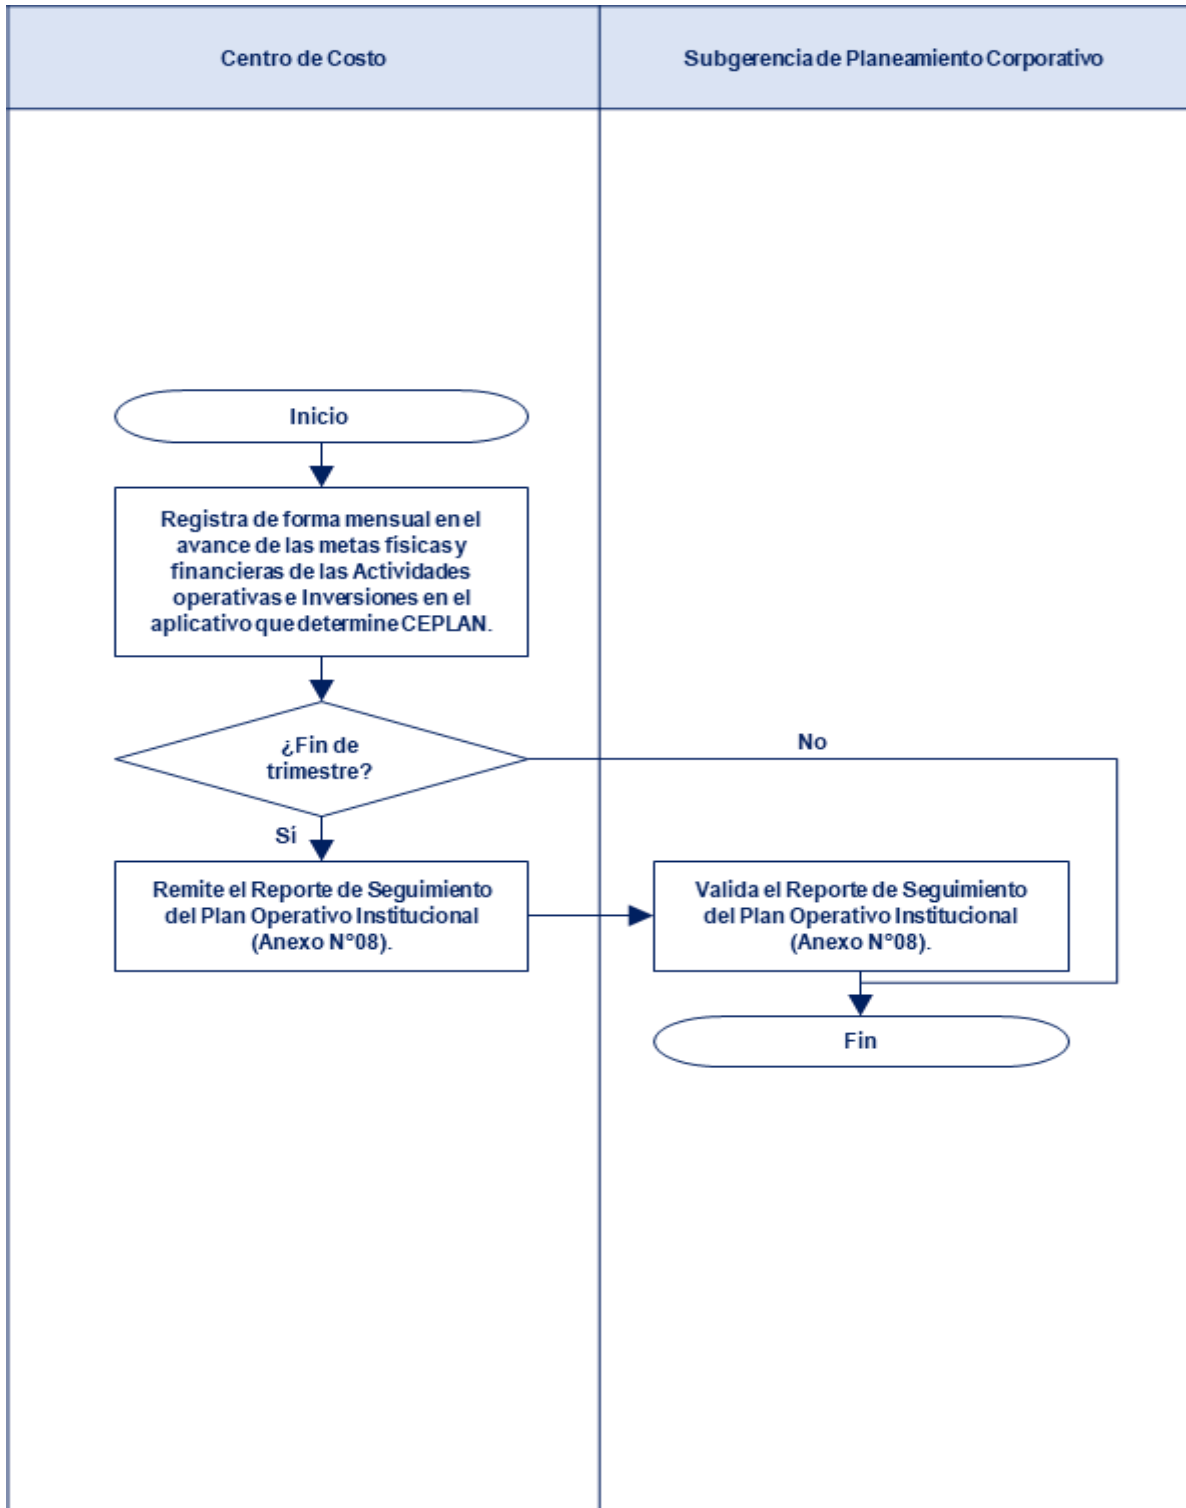 Centro de Costo
Subgerencia de Planeamiento Corporativo
Inicio
Registra de forma mensual en el
avance de las metas físicas y
financieras de las Actividades
operativas e Inversiones en el
aplicativo que determine CEPLAN.
¿Fin de
trimestre?
No
Sí
Remite el Reporte de Seguimiento
del Plan Operativo Institucional
(Anexo N°08).
Valida el Reporte de Seguimiento
del Plan Operativo Institucional
(Anexo N°08).
Fin